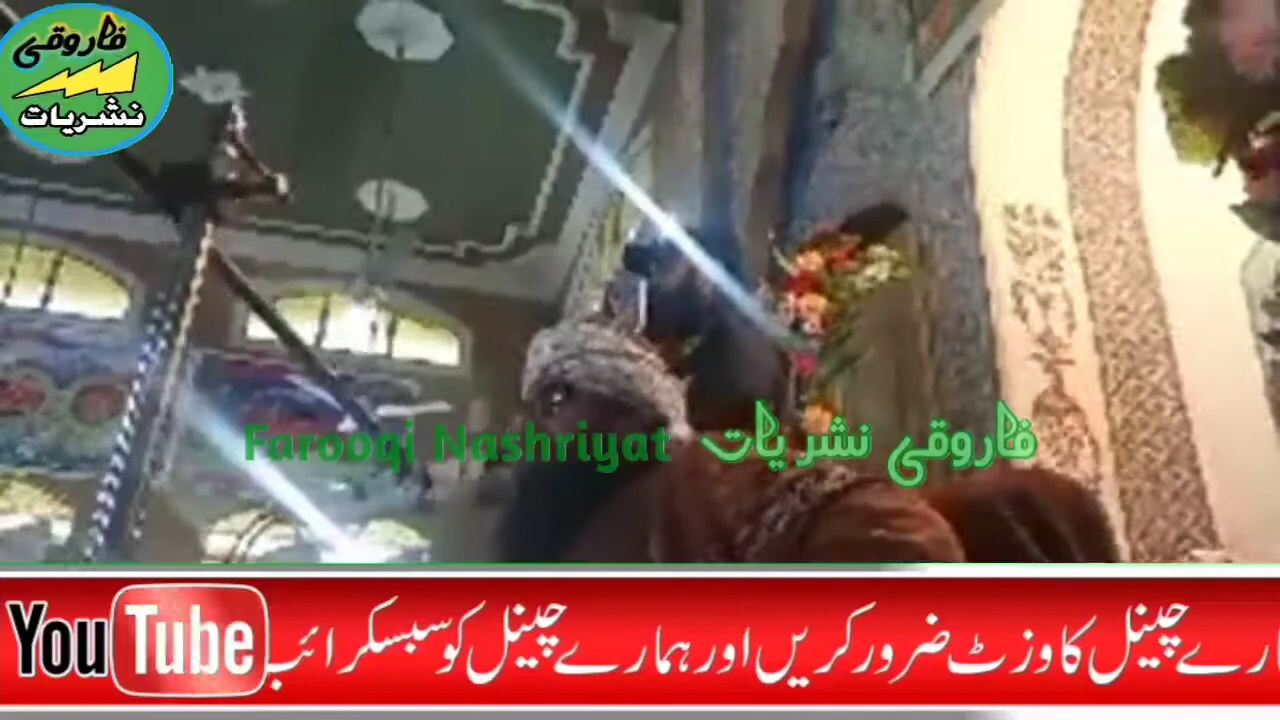 فاروقی
نشریات
Farooqi Nashriyat فاروقی نشریات
YouTube ارے چینل کا وزٹ ضرور کریں اور ہمارے چینل کو سبسکرائب